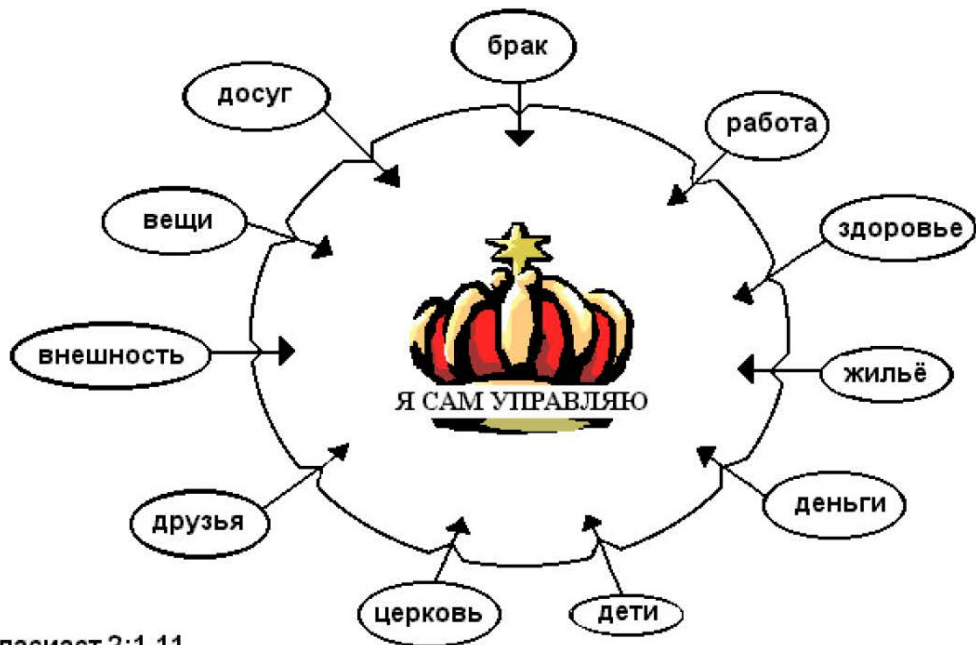 брак
досуг
работа
вещи
здоровье
внешность
Я САМ УПРАВЛЯЮ
жильё
друзья
деньги
церковь
дети